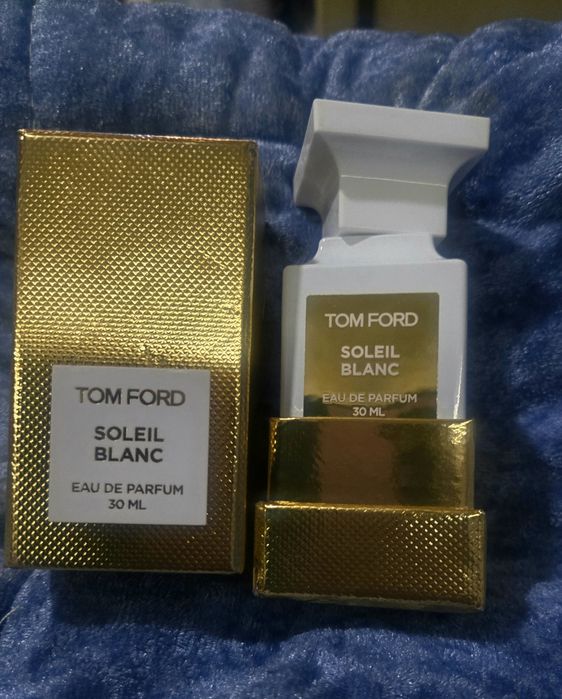 TOM FORD
SOLEIL
BLANC
EAU DE PARFUM
30 ML
TOM FORD
SOLEIL
BLANC
EAU DE PARFUM
30 ML